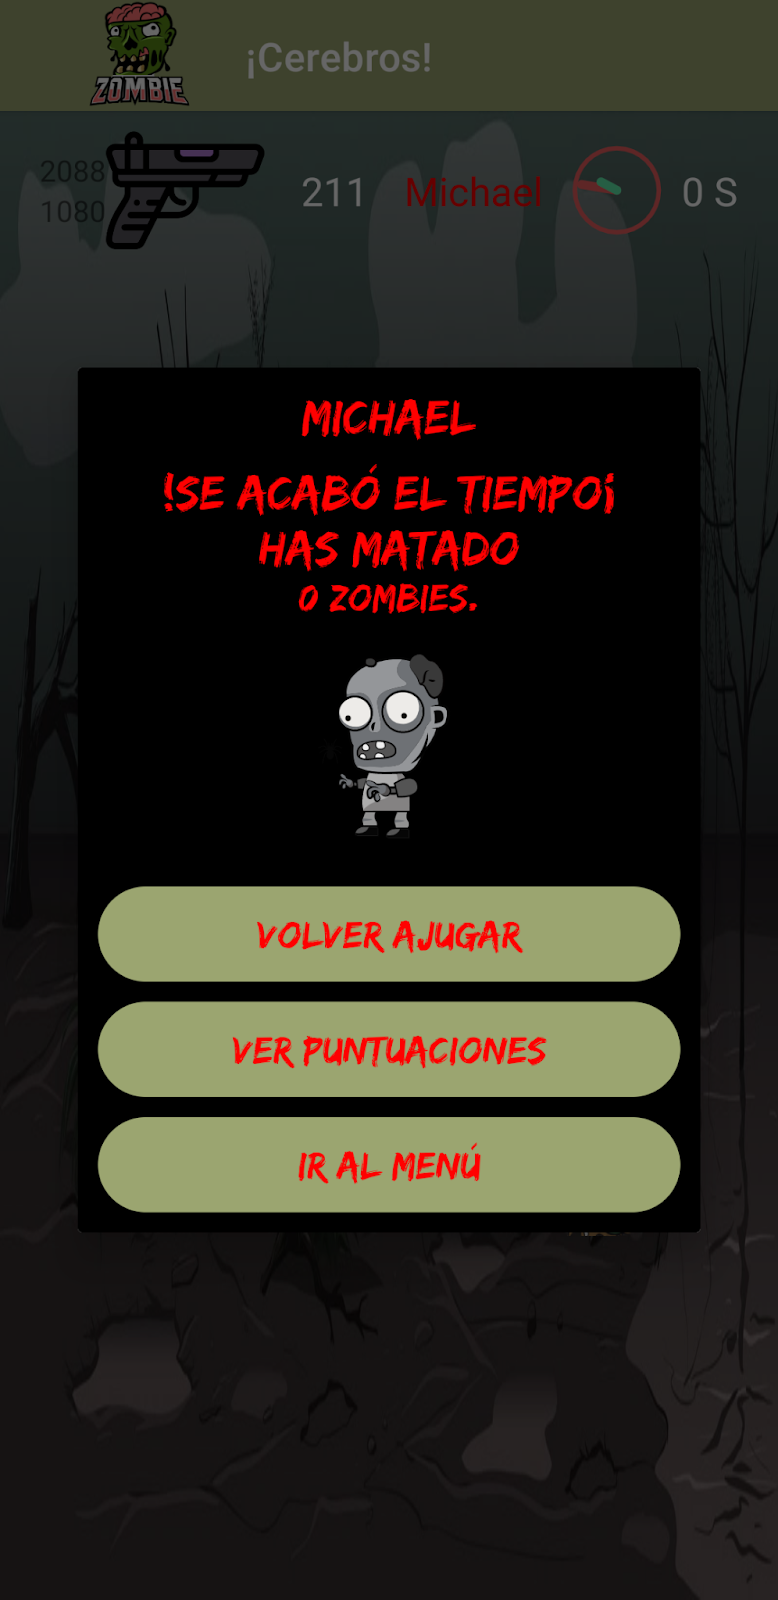 ZOMBIE
¡Cerebros!
2088
1080
211 Michael 0 S
MICHAEL
!SE ACABÓ EL TIEMPO¡
HAS MATADO
0 ZOMBIES.
VOLVER AJUGAR
VER PUNTUACIONES
IR AL MENÚ